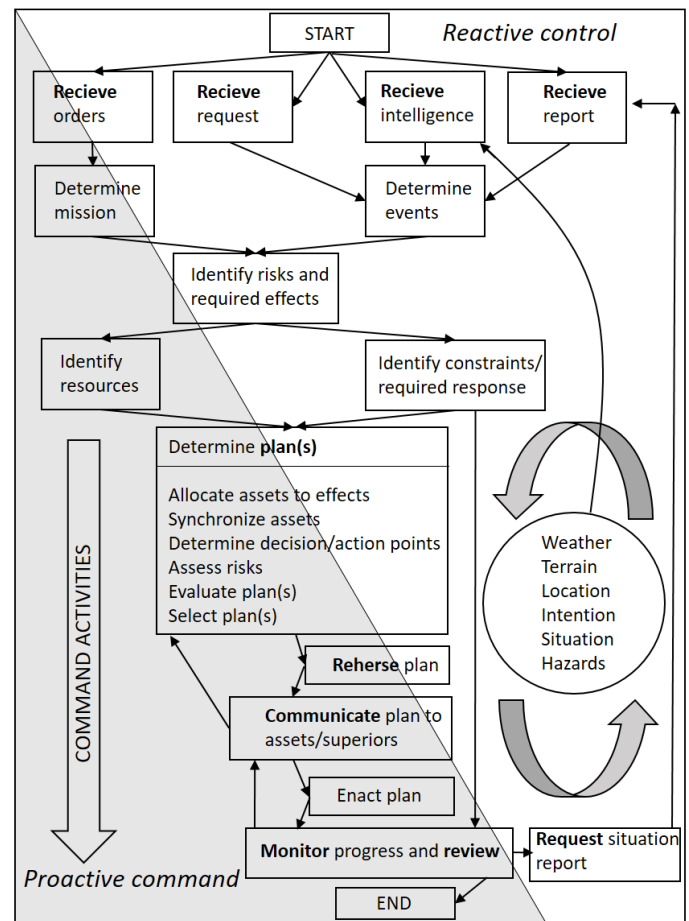 START
Reactive control
Recieve
orders
Recieve
request
Recieve
intelligence
Recieve
report
Determine
mission
Determine
events
Identify risks and
required effects
Identify
resources
Identify constraints/
required response
Determine plan(s)
Allocate assets to effects
Synchronize assets
Determine decision/action points
Assess risks
Evaluate plan(s)
Select plan(s)
Weather
Terrain
Location
Intention
Situation
Hazards
COMMAND ACTIVITIES
Reherse plan
Communicate plan to
assets/superiors
Enact plan
Monitor progress and review
Request situation
report
Proactive command
END